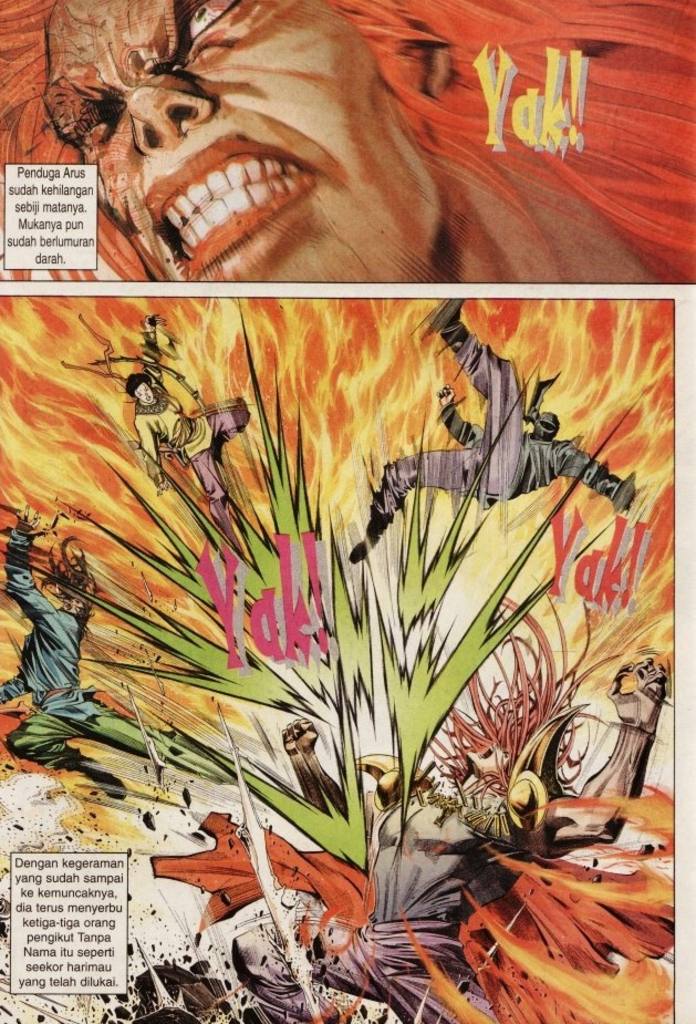 Yak!
Penduga Arus
sudah kehilangan
sebiji matanya.
Mukanya pun
sudah berlumuran
darah.
Yak!
Yak!
Dengan kegeraman
yang sudah sampai
ke kemuncaknya,
dia terus menyerbu
ketiga-tiga orang
pengikut Tanpa
Nama itu seperti
seekor harimau
yang telah dilukai.